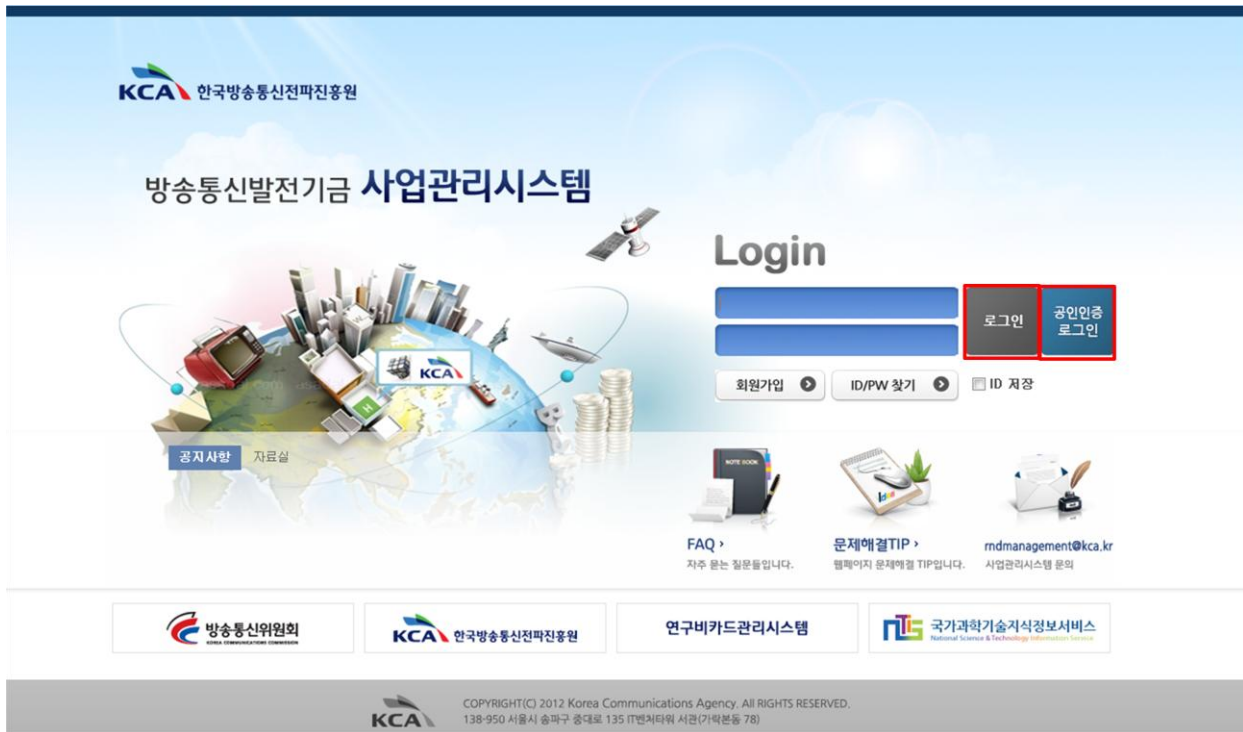 KCA 한국방송통신전파진흥원
방송통신발전기금 사업관리시스템
Login
로그인
공인인증
로그인
KCA
회원가입
ID/PW 찾기
ID 저장
공지사항 자료실
NOTE BOOK
Idea
FAQ ›
자주 묻는 질문들입니다.
문제해결TIP ›
웹페이지 문제해결 TIP입니다.
rndmanagement@kca.kr
사업관리시스템 문의
방송통신위원회
KOREA COMMUNICATIONS COMMISSION
KCA 한국방송통신전파진흥원
연구비카드관리시스템
NTIS 국가과학기술지식정보서비스
National Science & Technology Information Service
KCA
COPYRIGHT(C) 2012 Korea Communications Agency. All RIGHTS RESERVED.
138-950 서울시 송파구 중대로 135 IT벤처타워 서관(가락본동 78)